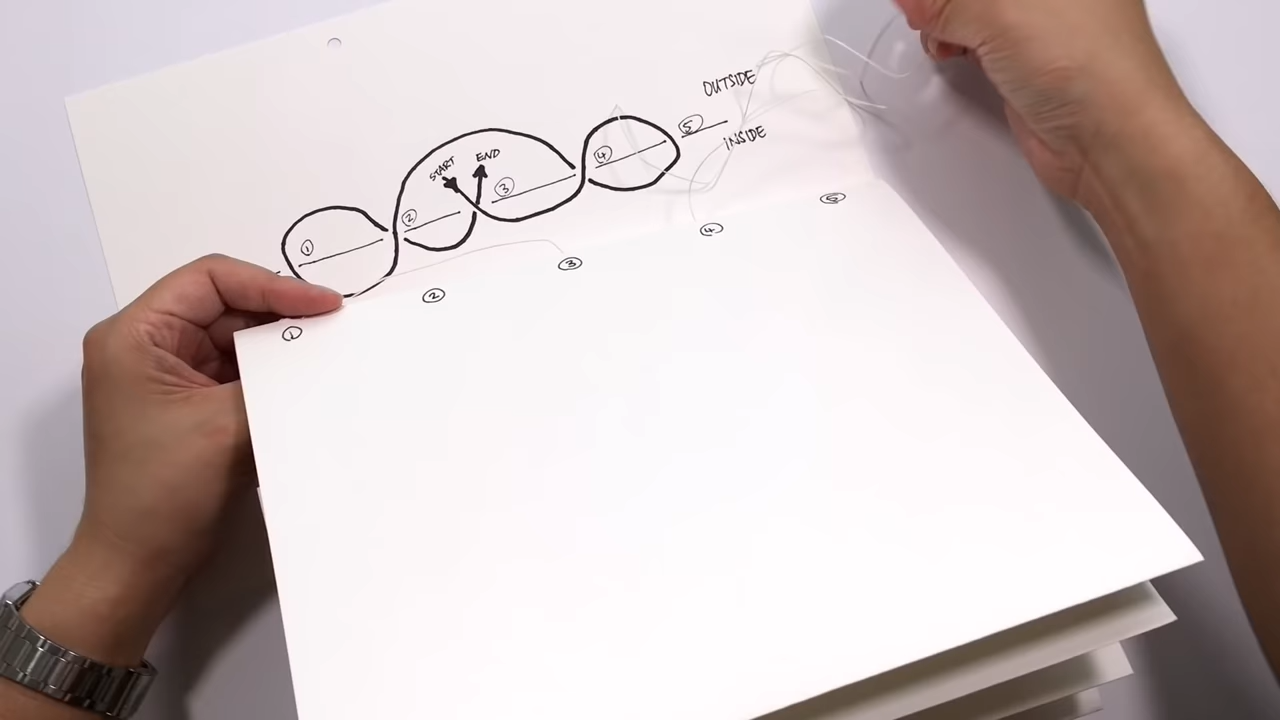 OUTSIDE
INSIDE
START END
① ② ③ ④ ⑤
① ② ③ ④ ⑤